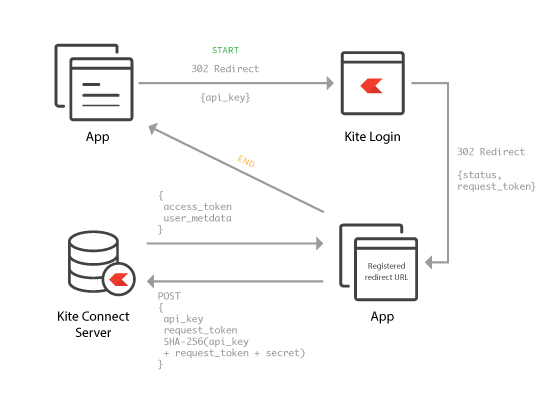 START
302 Redirect
{api_key}
App
Kite Login
302 Redirect
{status,
request_token}
END
{
access_token
user_metdata
}
Registered
redirect URL
App
Kite Connect
Server
POST
{
api_key
request_token
SHA-256(api_key
+ request_token + secret)
}